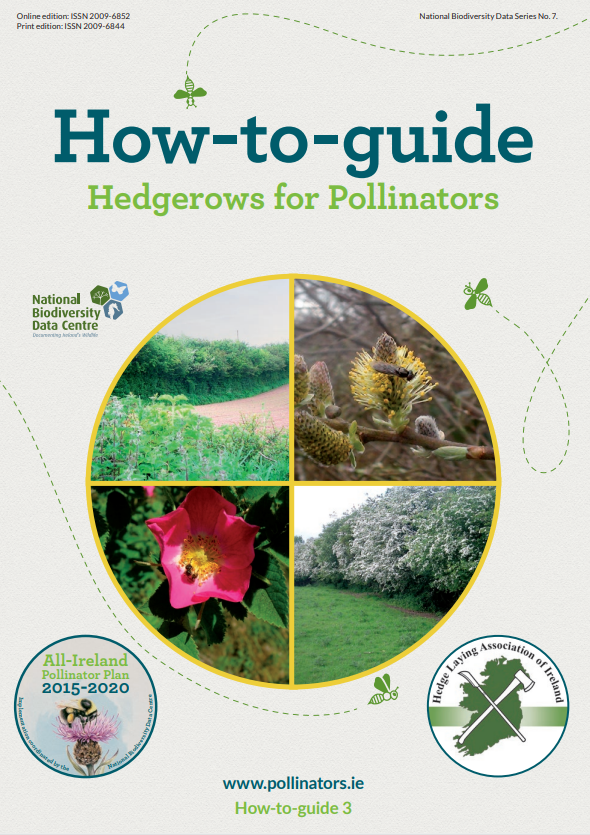 Online edition: ISSN 2009-6852
Print edition: ISSN 2009-6844
National Biodiversity Data Series No. 7.
How-to-guide
Hedgerows for Pollinators
National
Biodiversity
Data Centre
Documenting Ireland's Wildlife
All-Ireland
Pollinator Plan
2015-2020
Implementation coordinated by the
National Biodiversity Data Centre
Hedge Laying Association of Ireland
www.pollinators.ie
How-to-guide 3